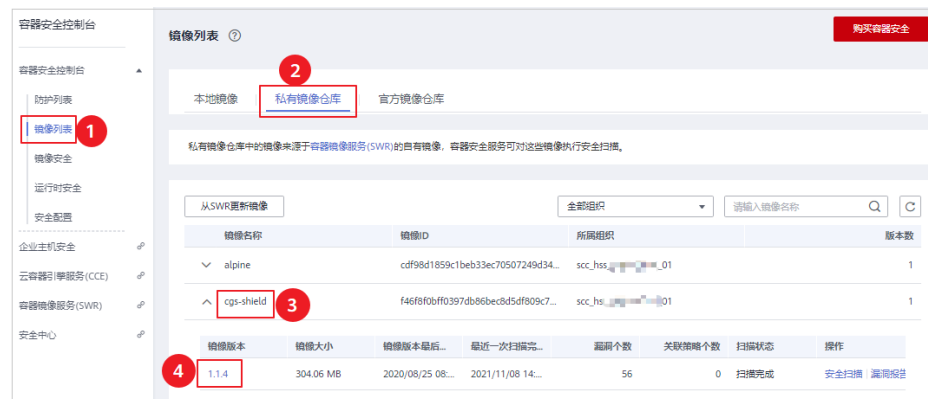 容器安全控制台
镜像列表
购买容器安全
容器安全控制台
防护列表
镜像列表
1
镜像安全
运行时安全
安全配置
企业主机安全
云容器引擎服务(CCE)
容器镜像服务(SWR)
安全中心
2
本地镜像 私有镜像仓库 官方镜像仓库
私有镜像仓库中的镜像来源于容器镜像服务(SWR)的自有镜像，容器安全服务可对这些镜像执行安全扫描。
从SWR更新镜像 全部组织 请输入镜像名称
镜像名称 镜像ID 所属组织 版本数
alpine cdf98d1859c1beb33ec70507249d34... scc_hss_ _01 1
cgs-shield 3 f46f8f0bff0397db86bec8d5df809c7... scc_hs 01 1
镜像版本 镜像大小 镜像版本最后... 最近一次扫描完... 漏洞个数 关联策略个数 扫描状态 操作
4 1.1.4 304.06 MB 2020/08/25 08:... 2021/11/08 14:... 56 0 扫描完成 安全扫描 漏洞报告